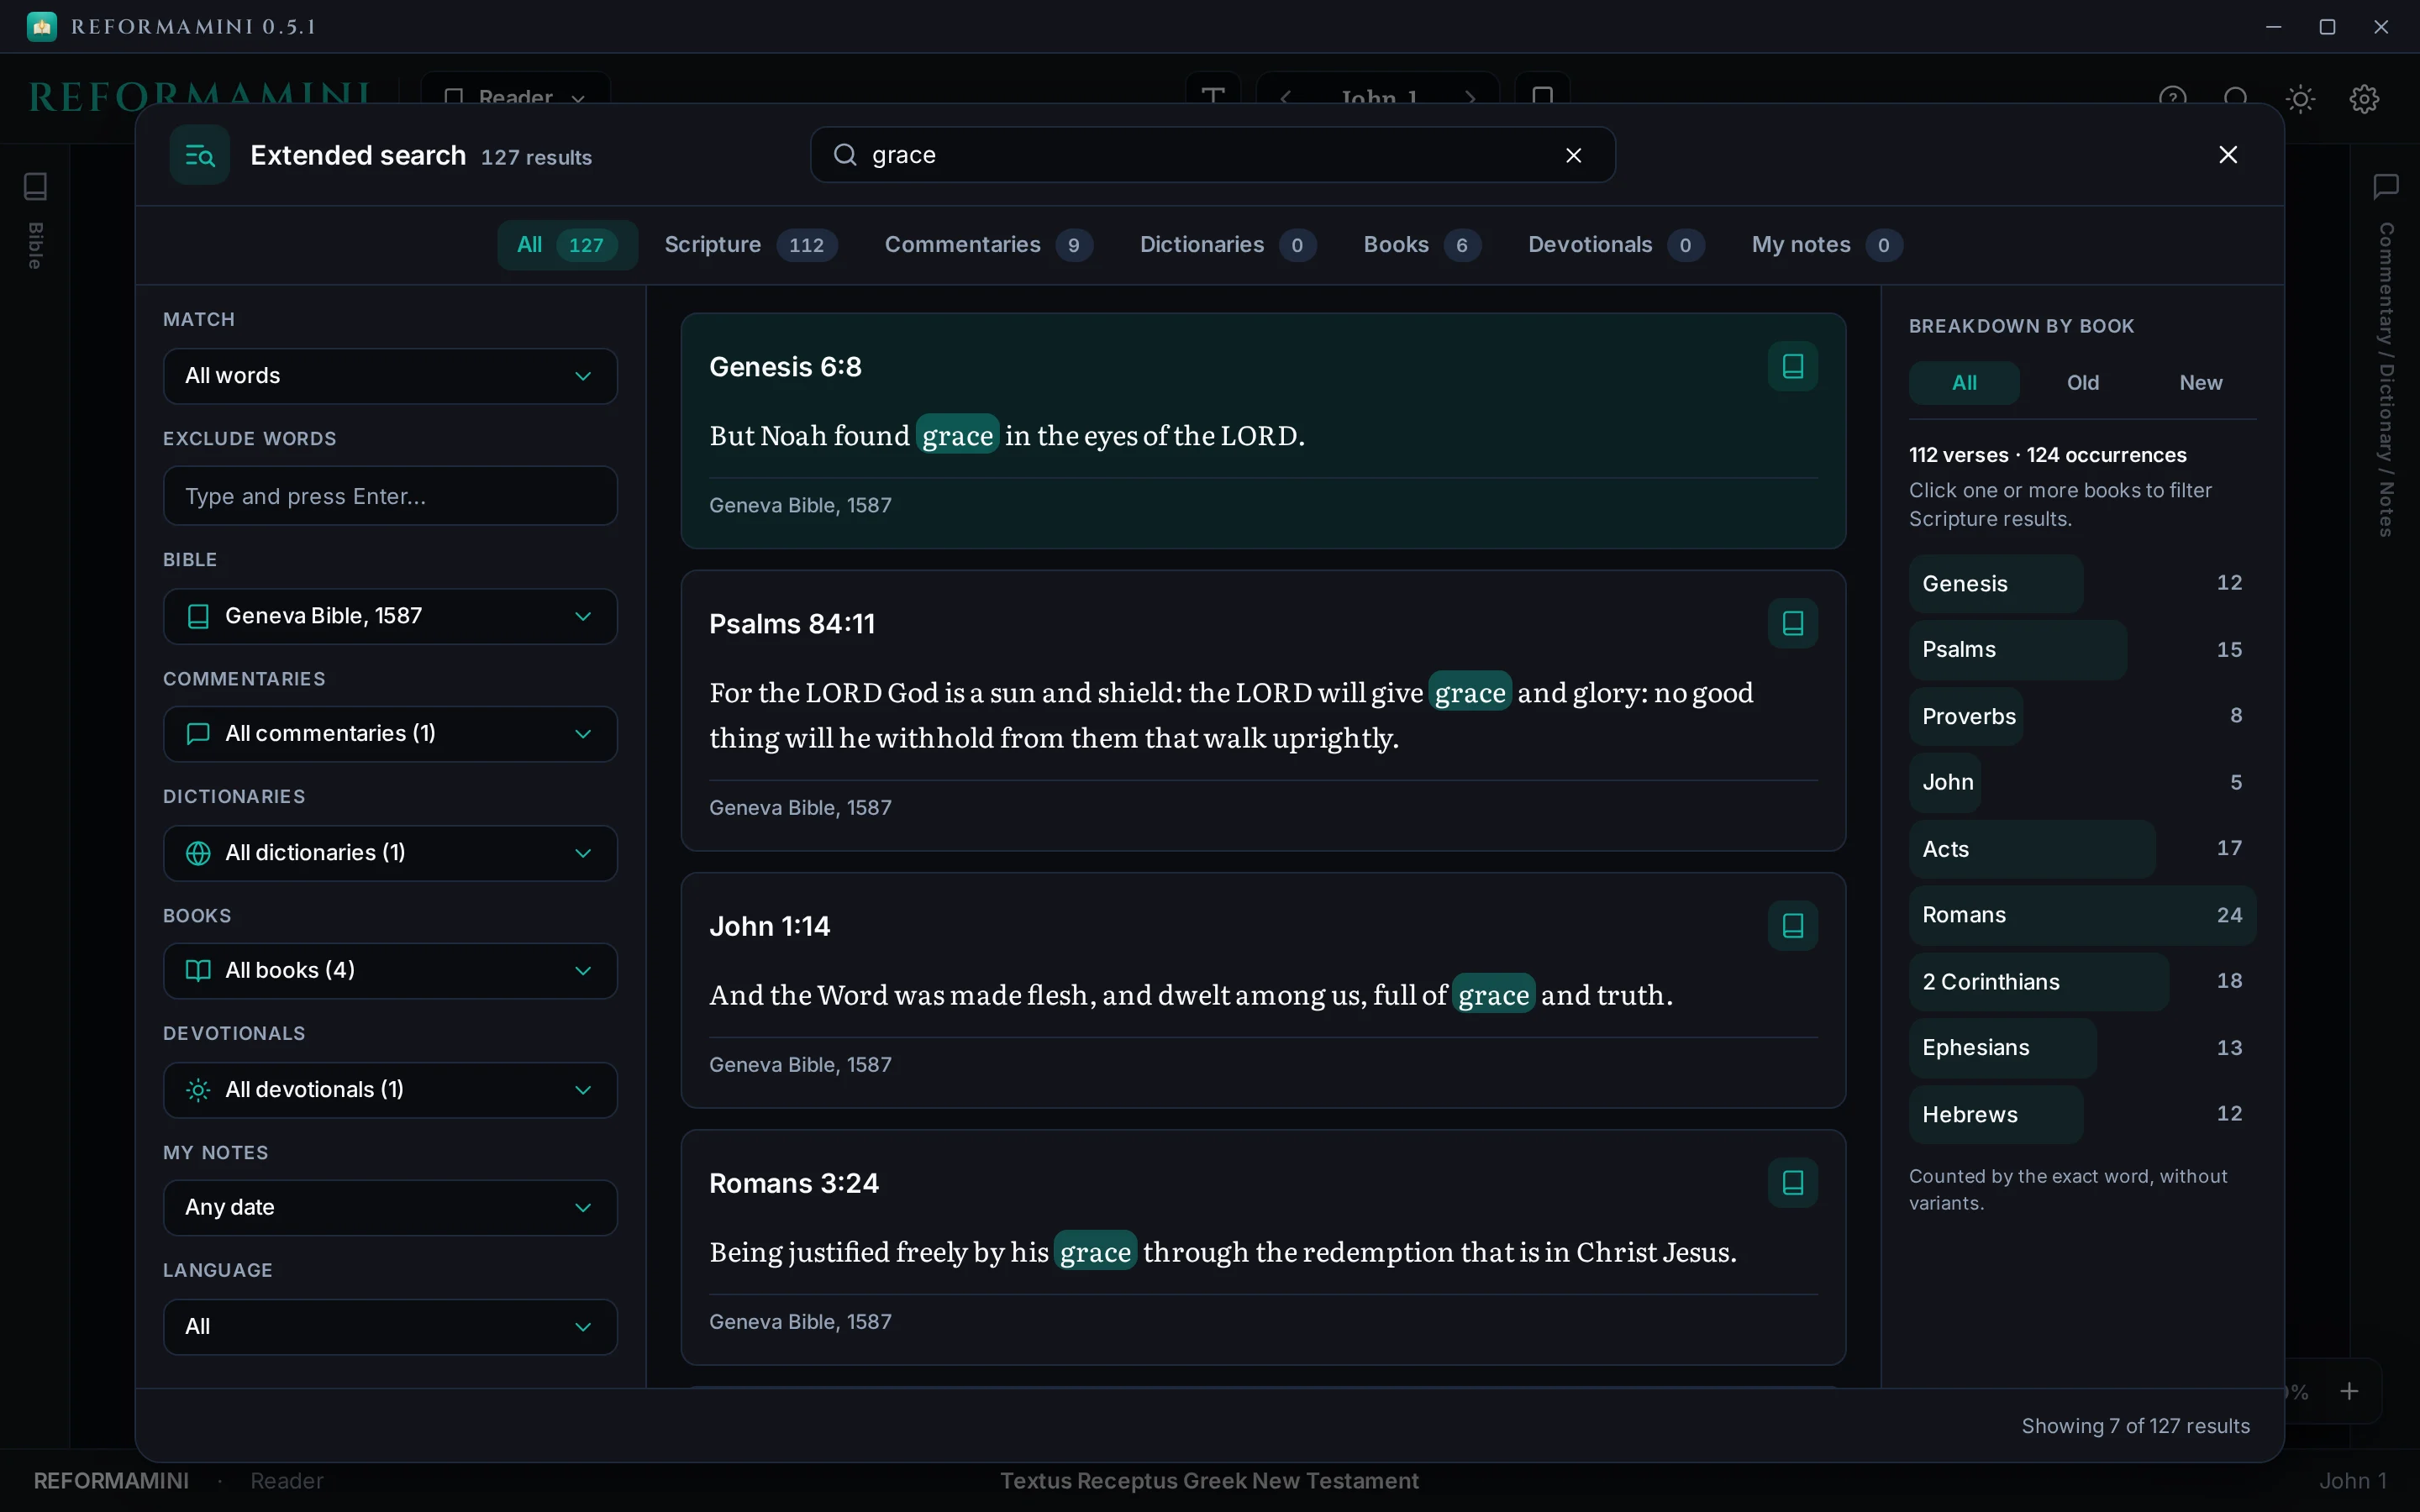 REFORMAMINI 0.5.1
REFORMAMINI
Reader
John 1
Extended search 127 results
grace
All 127
Scripture 112
Commentaries 9
Dictionaries 0
Books 6
Devotionals 0
My notes 0
Bible
Commentary / Dictionary / Notes
MATCH
All words
EXCLUDE WORDS
Type and press Enter...
BIBLE
Geneva Bible, 1587
COMMENTARIES
All commentaries (1)
DICTIONARIES
All dictionaries (1)
BOOKS
All books (4)
DEVOTIONALS
All devotionals (1)
MY NOTES
Any date
LANGUAGE
All
Genesis 6:8
But Noah found grace in the eyes of the LORD.
Geneva Bible, 1587
Psalms 84:11
For the LORD God is a sun and shield: the LORD will give grace and glory: no good
thing will he withhold from them that walk uprightly.
Geneva Bible, 1587
John 1:14
And the Word was made flesh, and dwelt among us, full of grace and truth.
Geneva Bible, 1587
Romans 3:24
Being justified freely by his grace through the redemption that is in Christ Jesus.
Geneva Bible, 1587
BREAKDOWN BY BOOK
All Old New
112 verses · 124 occurrences
Click one or more books to filter
Scripture results.
Genesis 12
Psalms 15
Proverbs 8
John 5
Acts 17
Romans 24
2 Corinthians 18
Ephesians 13
Hebrews 12
Counted by the exact word, without
variants.
%
Showing 7 of 127 results
REFORMAMINI · Reader
Textus Receptus Greek New Testament
John 1